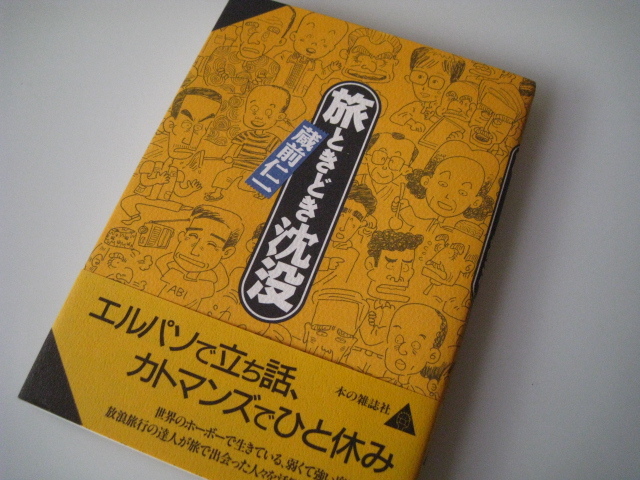 旅ときどき沈没
蔵前仁一
エルパソで立ち話、
カトマンズでひと休み
本の雑誌社
世界のホーボーで生きている、弱くて強い
放浪旅行の達人が旅で出会った人々を
ABI